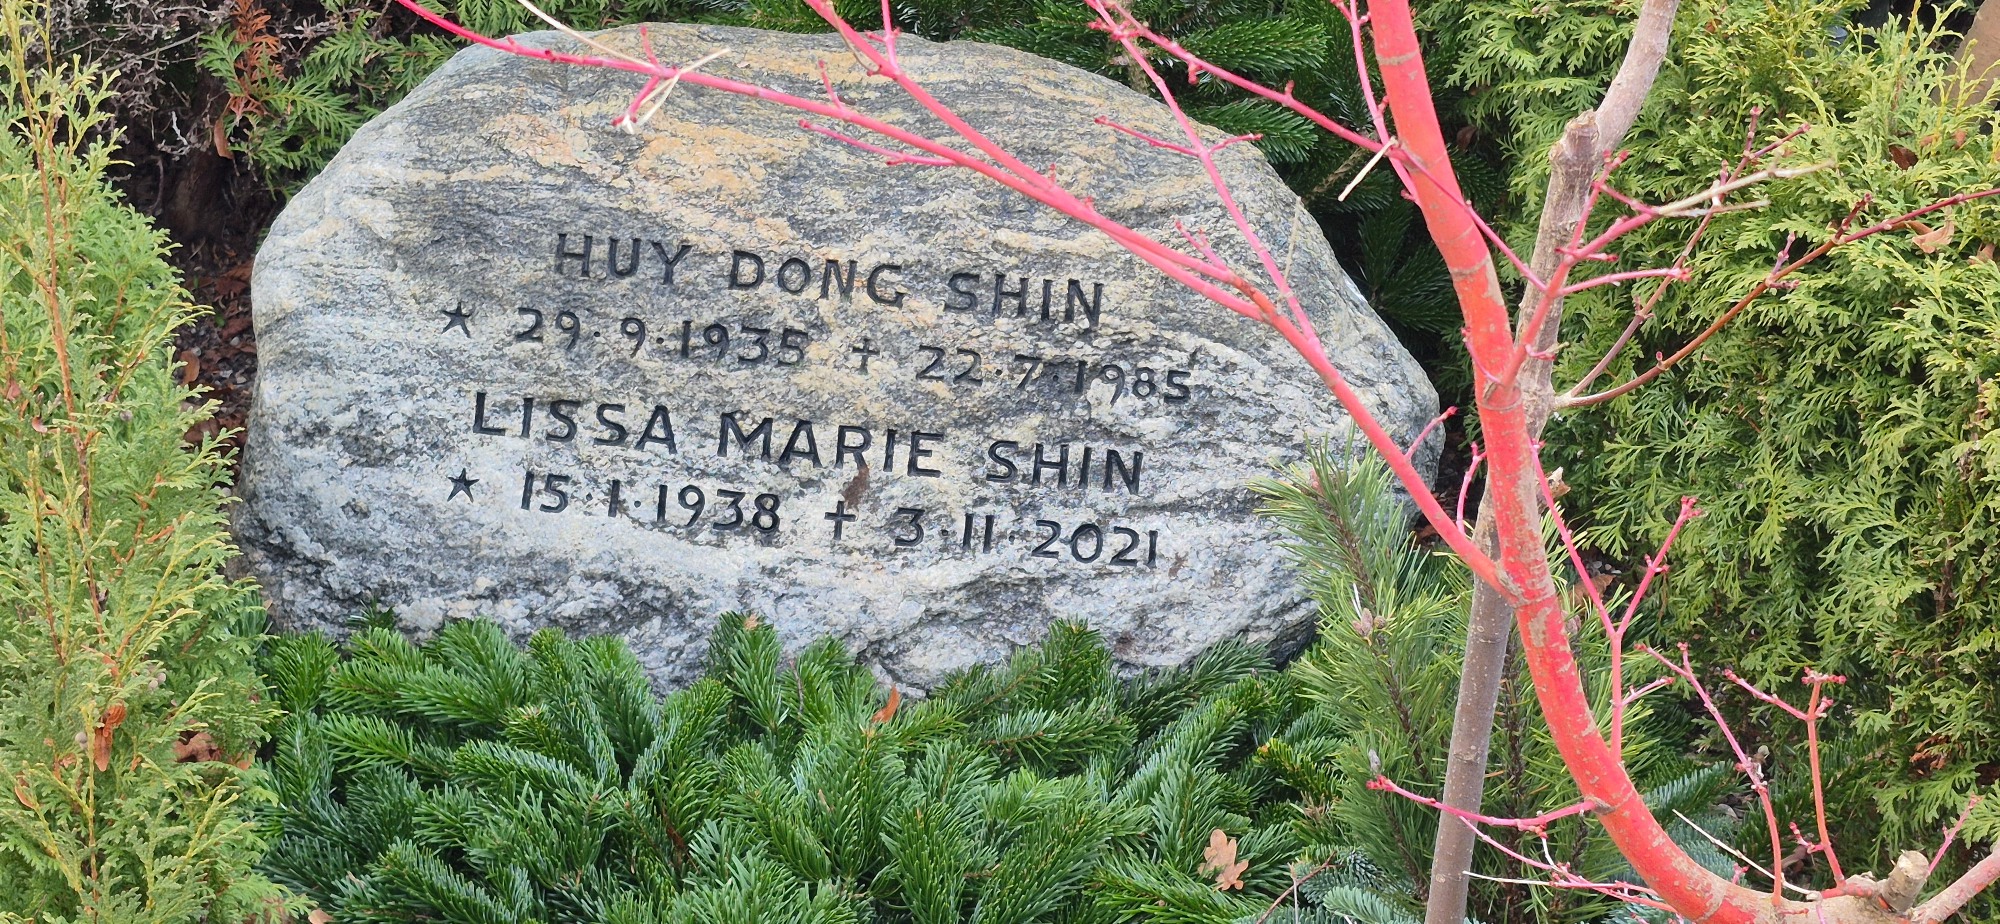 HUY DONG SHIN
★ 29·9·1935 ✝ 22·7·1985
LISSA MARIE SHIN
★ 15·1·1938 ✝ 3·11·2021